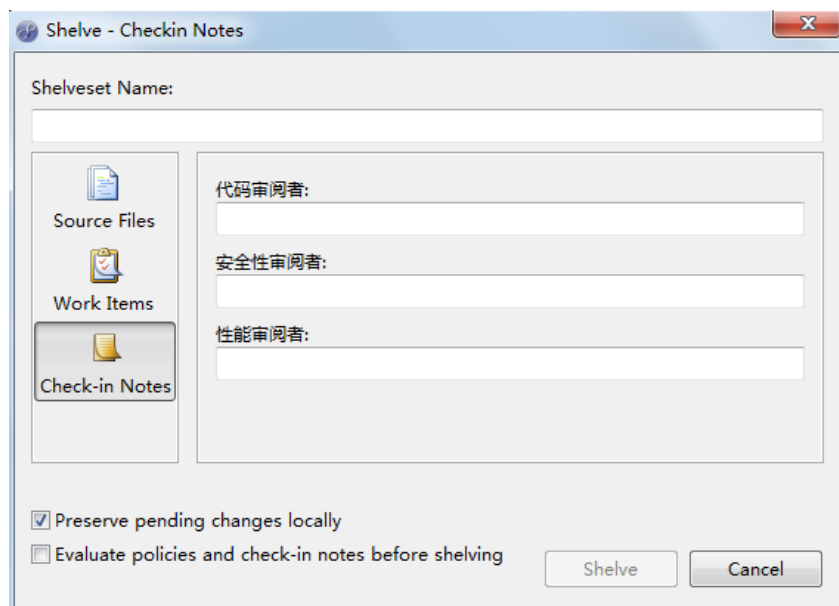 Shelve - Checkin Notes
Shelveset Name:
Source Files
Work Items
Check-in Notes
代码审阅者:
安全性审阅者:
性能审阅者:
Preserve pending changes locally
Evaluate policies and check-in notes before shelving
Shelve
Cancel